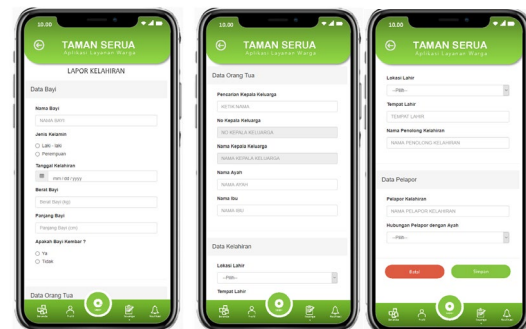 10.00
TAMAN SERUA
Aplikasi Layanan Warga
LAPOR KELAHIRAN
Data Bayi
Nama Bayi
NAMA BAYI
Jenis Kelamin
Laki - laki
Perempuan
Tanggal Kelahiran
mm/dd/yyyy
Berat Bayi
Berat Bayi (kg)
Panjang Bayi
Panjang Bayi (cm)
Apakah Bayi Kembar ?
Ya
Tidak
Data Orang Tua
10.00
TAMAN SERUA
Aplikasi Layanan Warga
Data Orang Tua
Pencarian Kepala Keluarga
KETIK NAMA
No Kepala Keluarga
NO KEPALA KELUARGA
Nama Kepala Keluarga
NAMA KEPALA KELUARGA
Nama Ayah
NAMA AYAH
Nama Ibu
NAMA IBU
Data Kelahiran
Lokasi Lahir
--Pilih--
Tempat Lahir
10.00
TAMAN SERUA
Aplikasi Layanan Warga
Lokasi Lahir
--Pilih--
Tempat Lahir
TEMPAT LAHIR
Nama Penolong Kelahiran
NAMA PENOLONG KELAHIRAN
Data Pelapor
Pelapor Kelahiran
NAMA PELAPOR KELAHIRAN
Hubungan Pelapor dengan Ayah
--Pilih--
Batal
Simpan